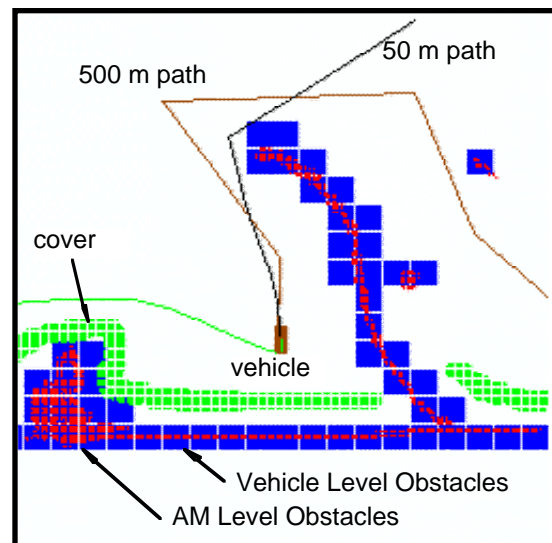 50 m path
500 m path
cover
vehicle
Vehicle Level Obstacles
AM Level Obstacles